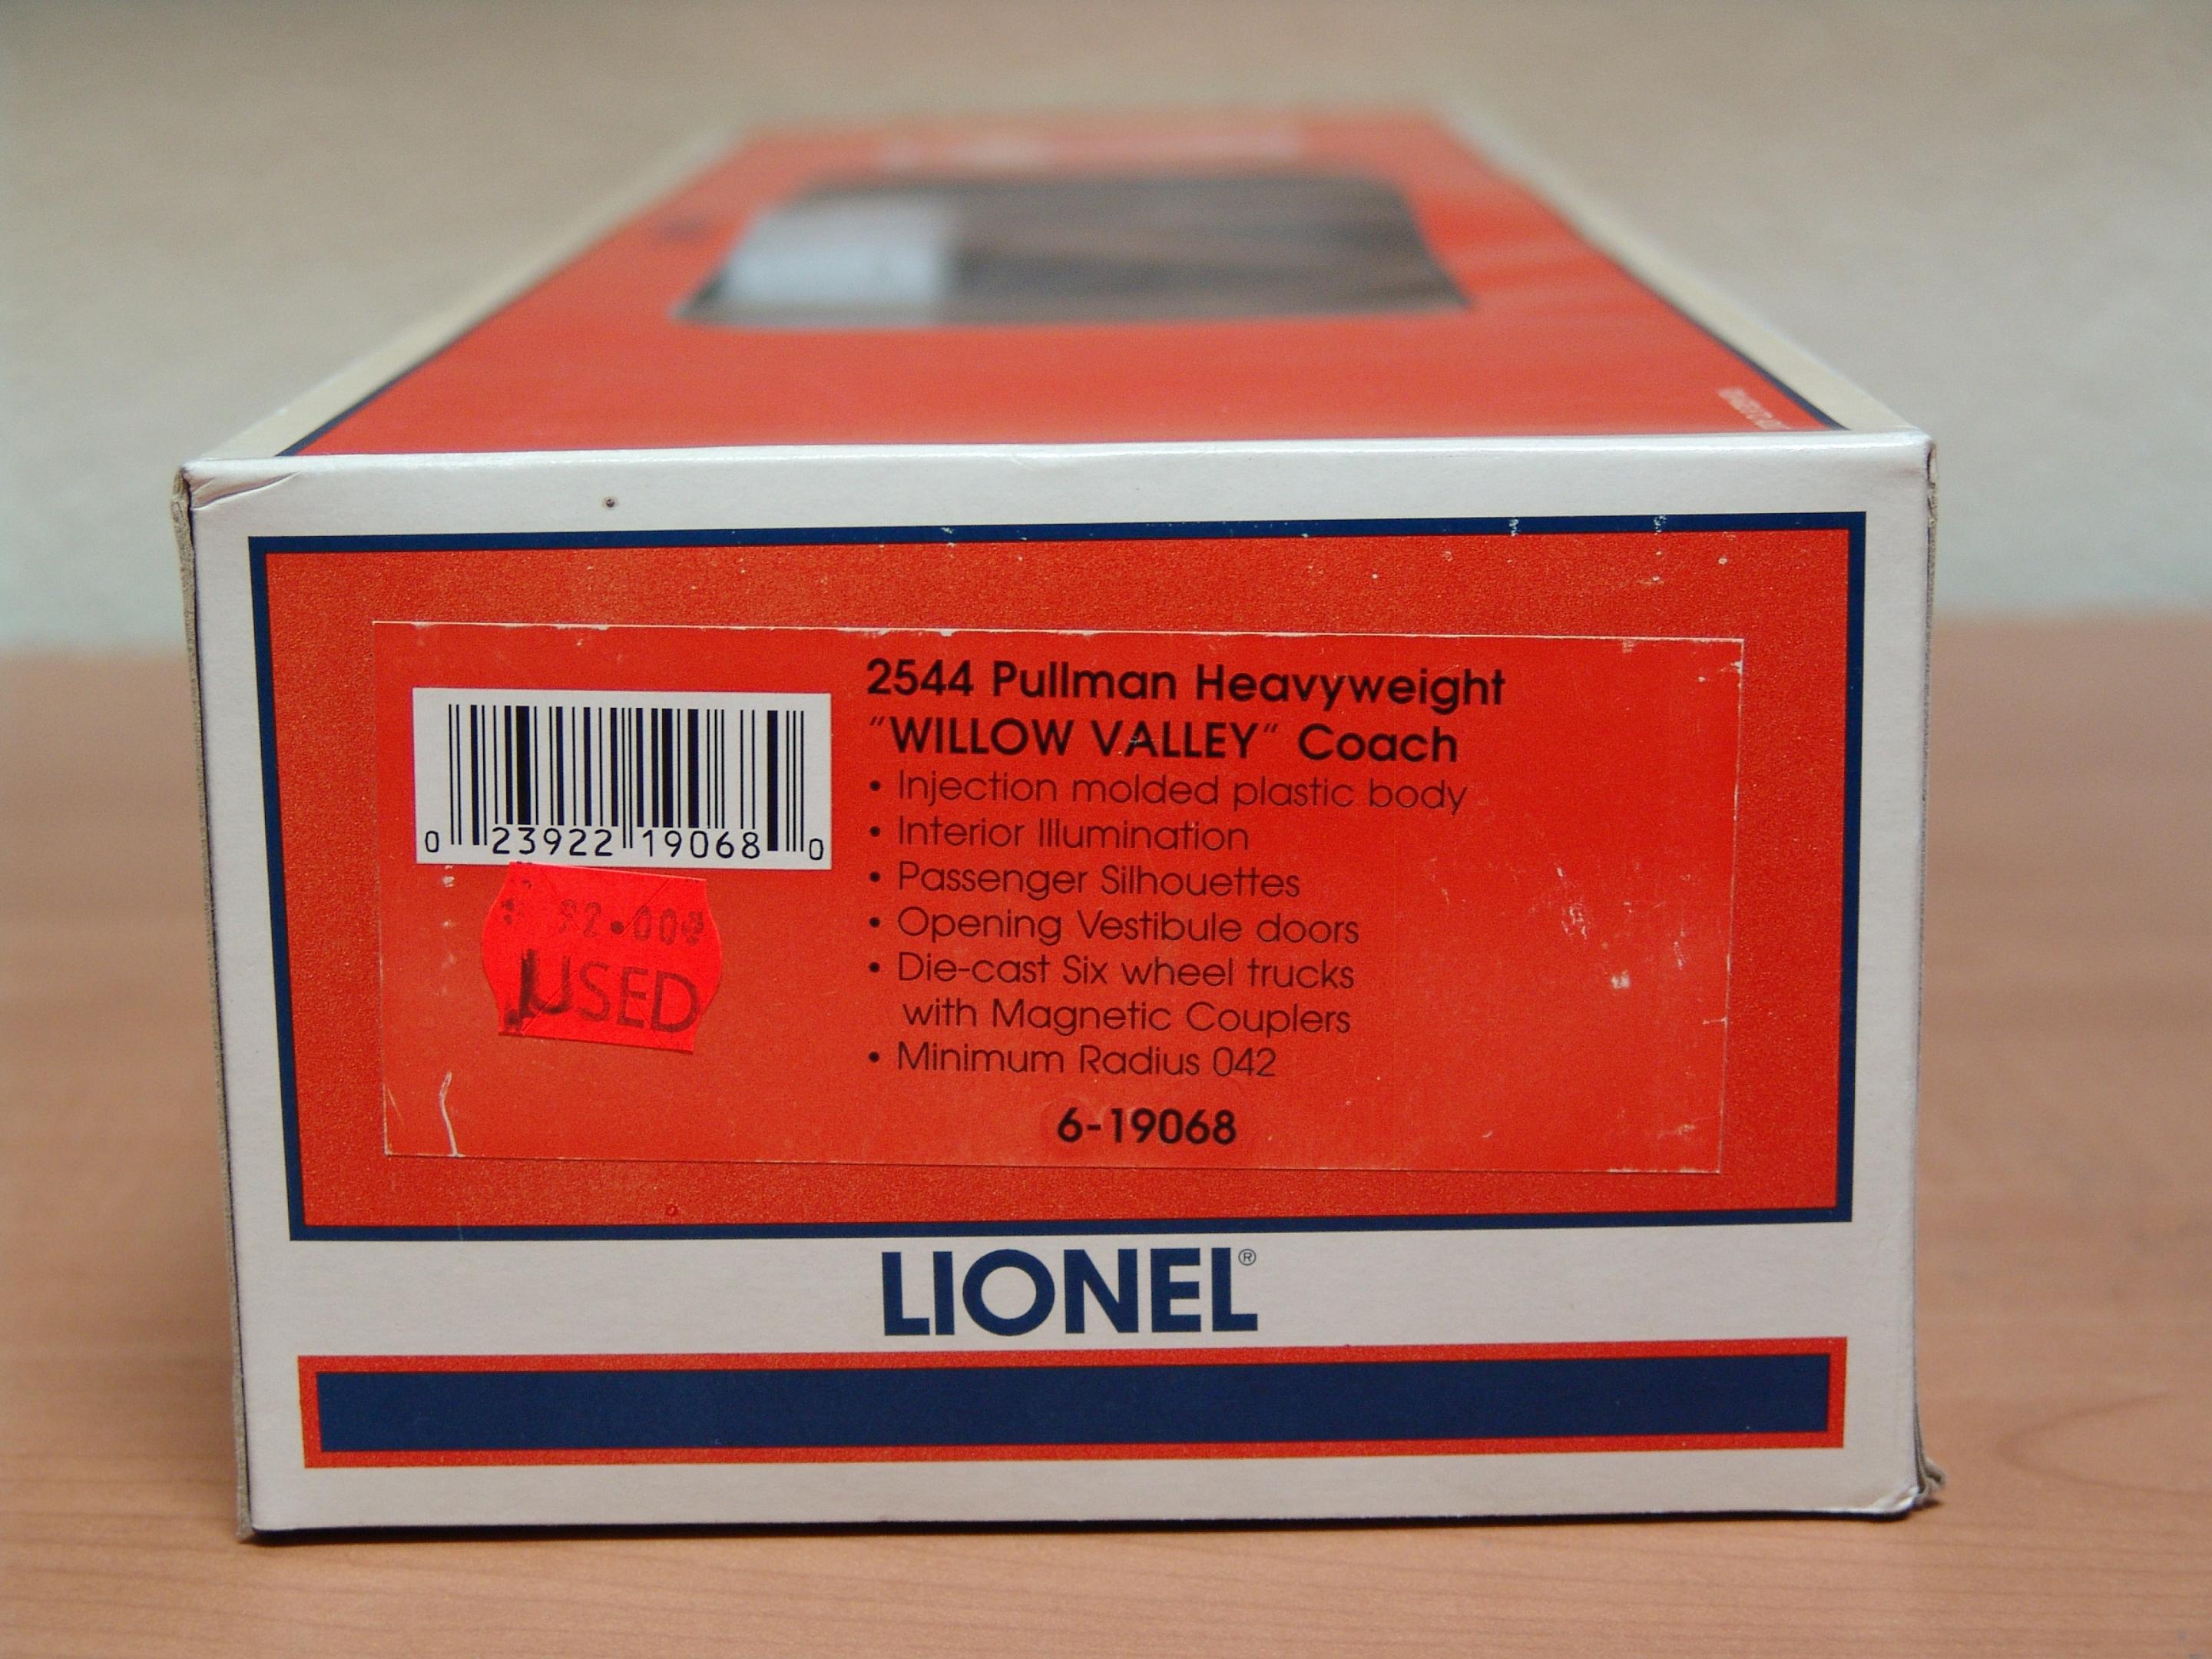 2544 Pullman Heavyweight
"WILLOW VALLEY" Coach
• Injection molded plastic body
• Interior Illumination
• Passenger Silhouettes
• Opening Vestibule doors
• Die-cast Six wheel trucks
with Magnetic Couplers
• Minimum Radius 042
6-19068
0 23922 19068 0
USED
LIONEL®